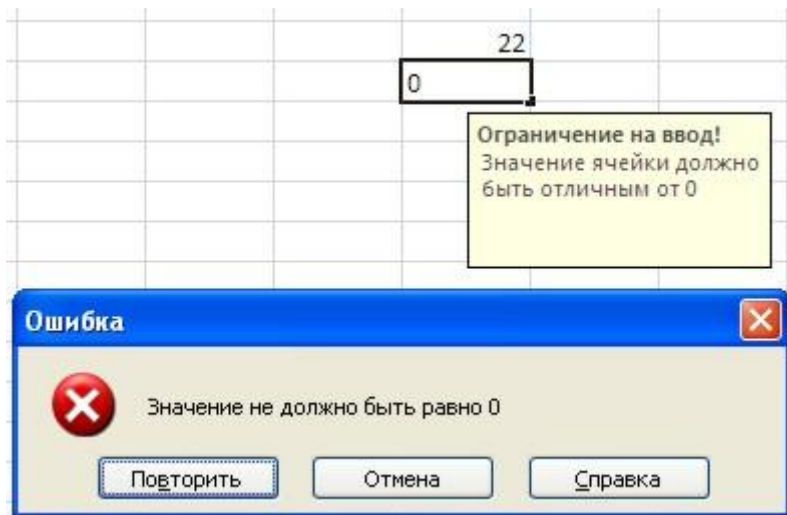 22
0
Ограничение на ввод!
Значение ячейки должно
быть отличным от 0
Ошибка
Значение не должно быть равно 0
Повторить
Отмена
Справка